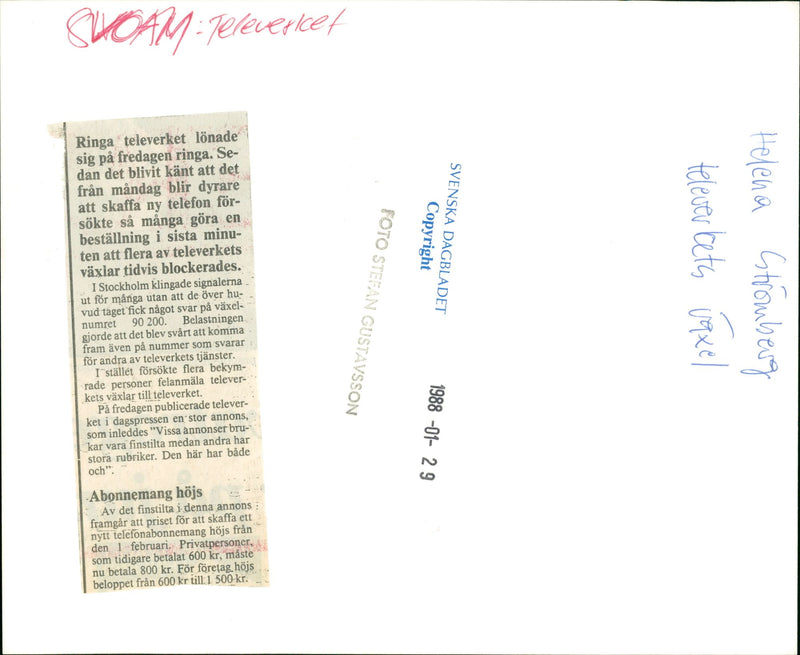 SVOAM: Televerket
Ringa televerket lönade
sig på fredagen ringa. Se-
dan det blivit känt att det
från måndag blir dyrare
att skaffa ny telefon för-
sökte så många göra en
beställning i sista minu-
ten att flera av televerkets
växlar tidvis blockerades.
I Stockholm klingade signalerna
ut för många utan att de över hu-
vud taget fick något svar på växel-
numret 90 200. Belastningen
gjorde att det blev svårt att komma
fram även på nummer som svarar
för andra av televerkets tjänster.
I stället försökte flera bekym-
rade personer felanmäla telever-
kets växlar till televerket.
På fredagen publicerade telever-
ket i dagspressen en stor annons,
som inleddes "Vissa annonser bru-
kar vara finstilta medan andra har
stora rubriker. Den här har både
och".
Abonnemang höjs
Av det finstilta i denna annons
framgår att priset för att skaffa ett
nytt telefonabonnemang höjs från
den 1 februari. Privatpersoner,
som tidigare betalat 600 kr, måste
nu betala 800 kr. För företag höjs
beloppet från 600 kr till 1 500 kr.
FOTO STEFAN GUSTAVSSON
SVENSKA DAGBLADET
Copyright
1988 -01- 29
Helena Strömberg
televerkets växel